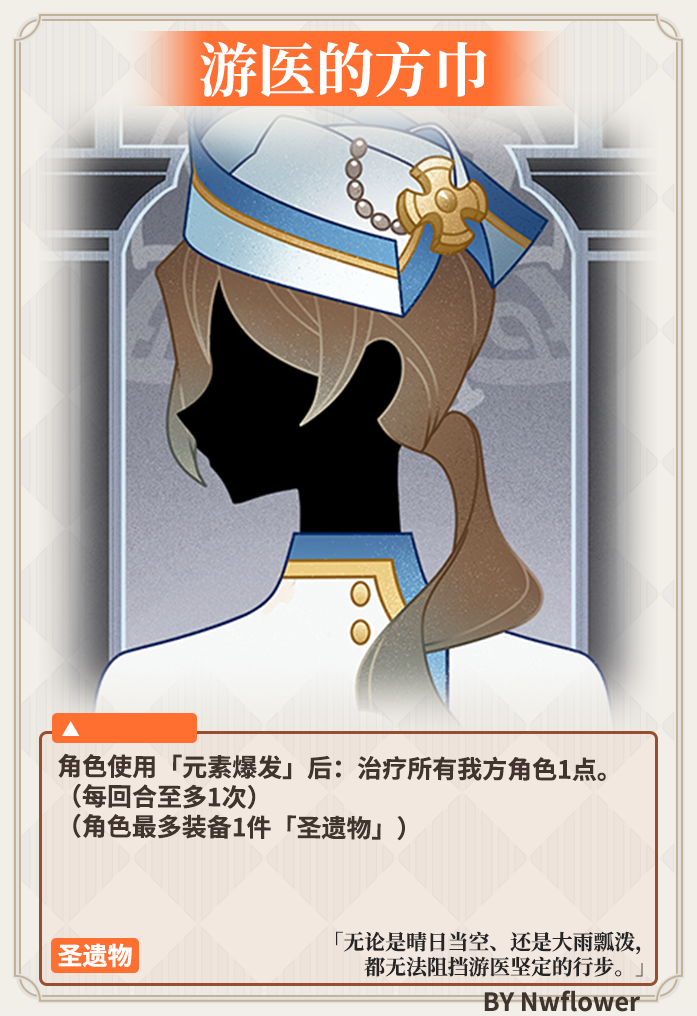 游医的方巾
角色使用「元素爆发」后：治疗所有我方角色1点。
（每回合至多1次）
（角色最多装备1件「圣遗物」）
圣遗物
「无论是晴日当空、还是大雨瓢泼，
都无法阻挡游医坚定的行步。」
BY Nwflower